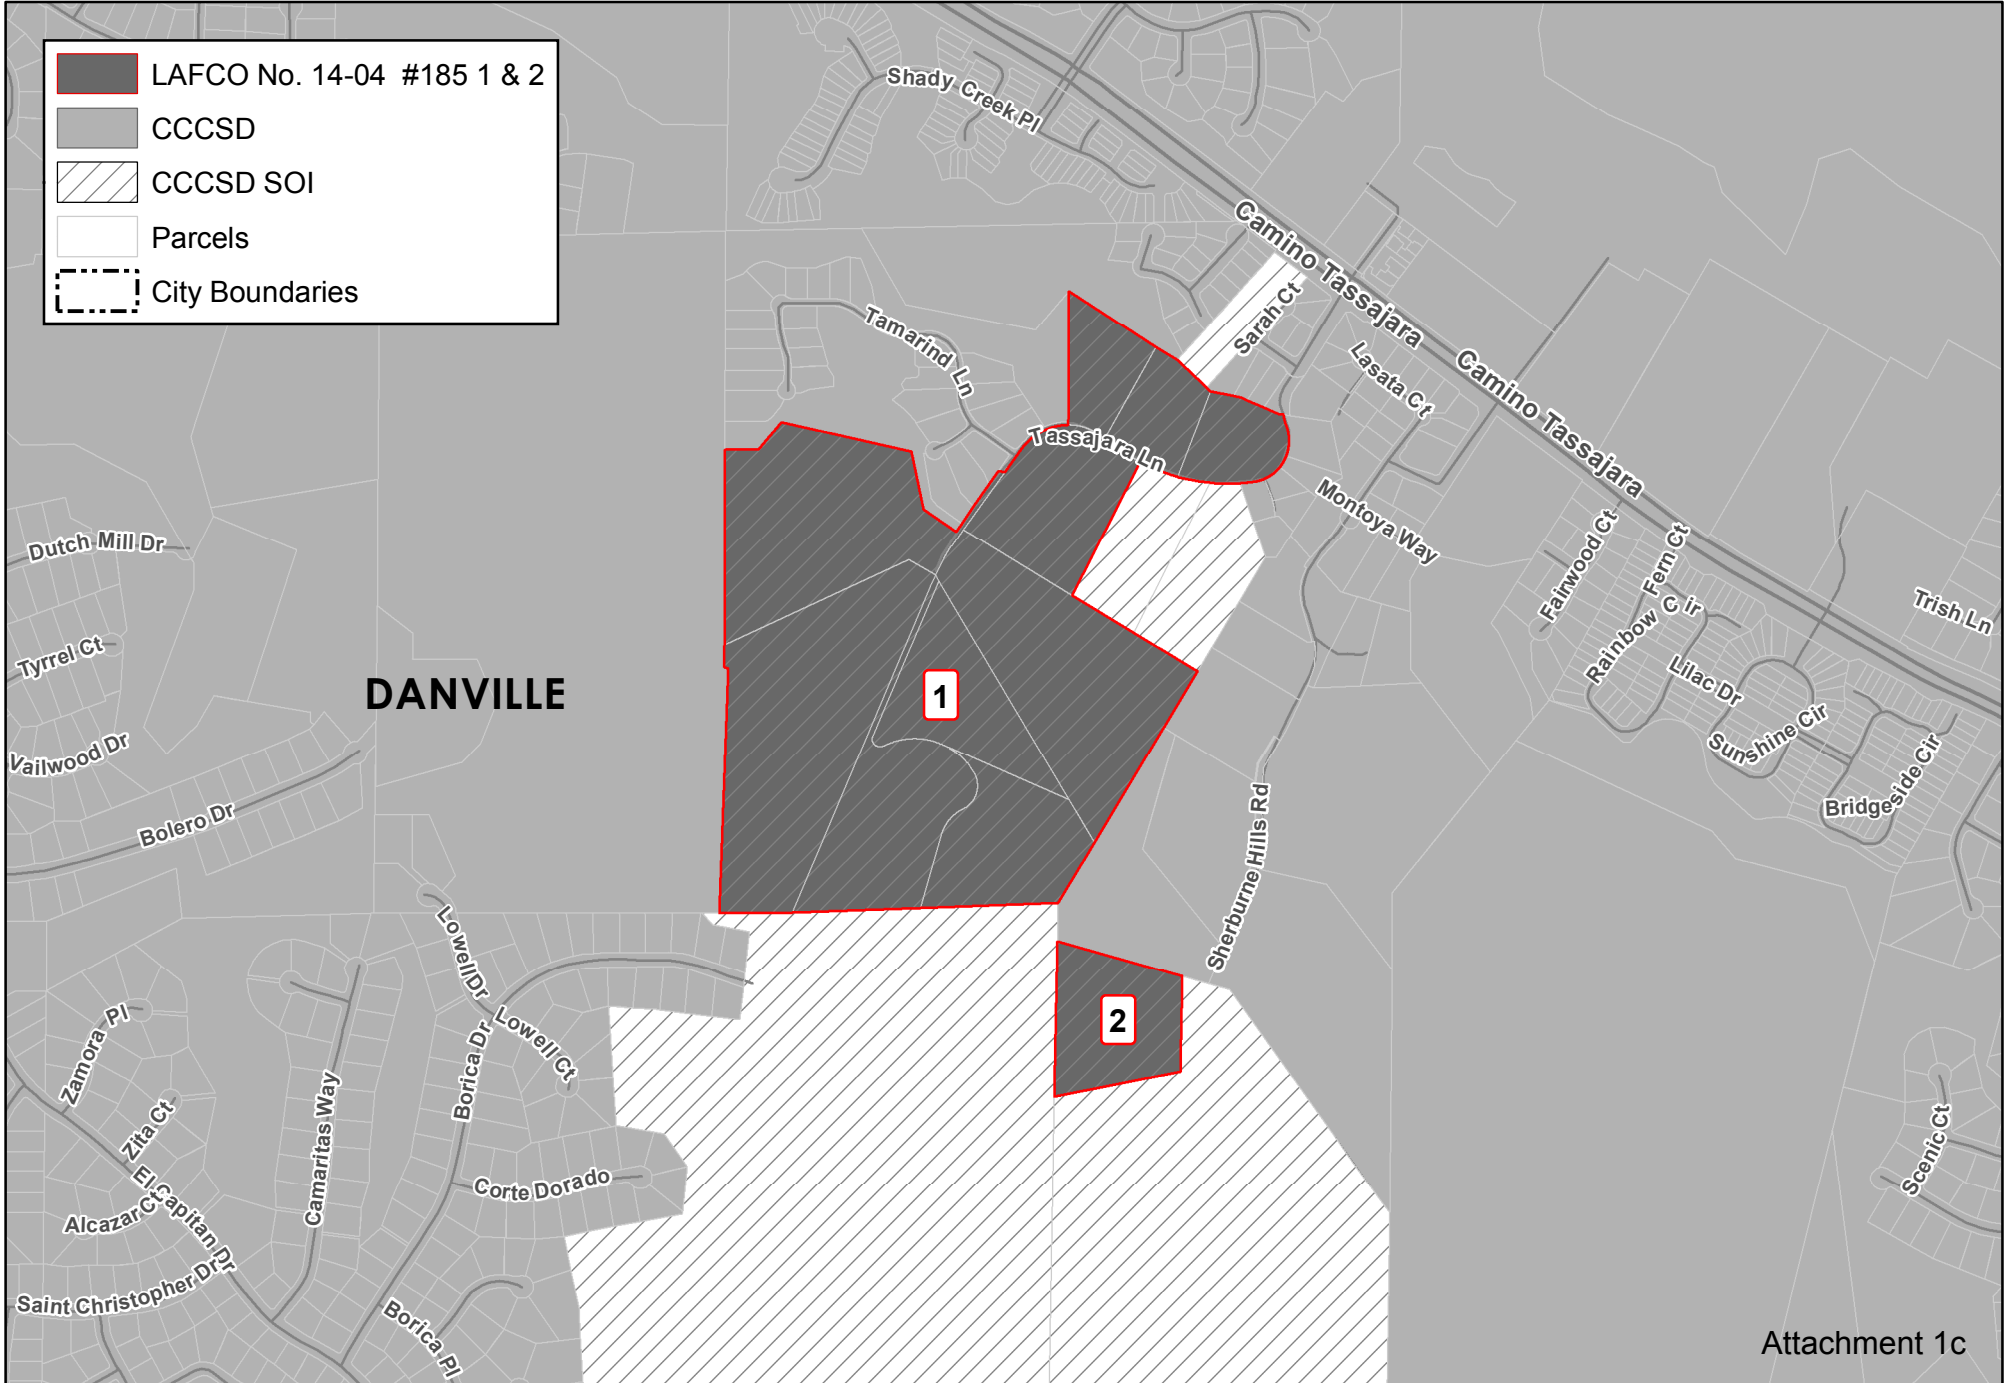 LAFCO No. 14-04  #185 1 & 2
CCCSD
CCCSD SOI
Parcels
City Boundaries
Shady Creek Pl
Camino Tassajara
Sarah Ct
Tamarind Ln
Lasata Ct
Camino Tassajara
Tassajara Ln
Montoya Way
Dutch Mill Dr
Fairwood Ct
Fern Ct
Rainbow Cir
Trish Ln
Tyrrel Ct
DANVILLE
1
Lilac Dr
Sunshine Cir
Vailwood Dr
Bridgeside Cir
Bolero Dr
Sherburne Hills Rd
Lowell Dr
Lowell Ct
2
Zamora Pl
Borica Dr
Zita Ct
Camaritas Way
Corte Dorado
Scenic Ct
El Capitan Dr
Alcazar Ct
Saint Christopher Dr
Borica Pl
Attachment 1c